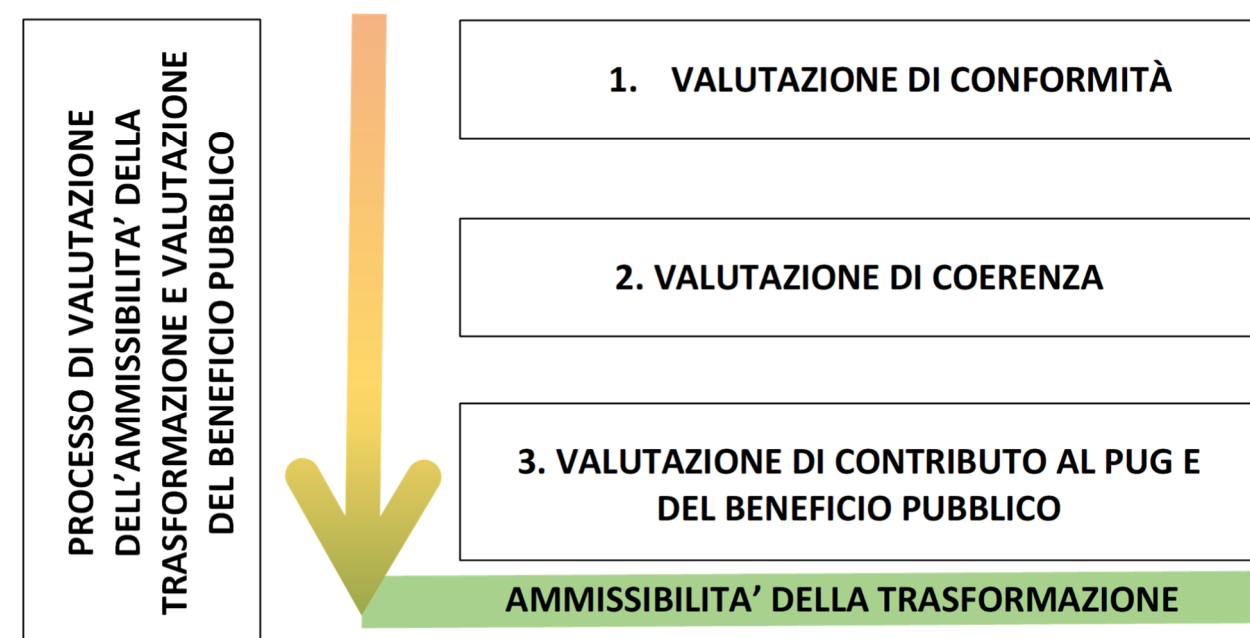 PROCESSO DI VALUTAZIONE
DELL’AMMISSIBILITA’ DELLA
TRASFORMAZIONE E VALUTAZIONE
DEL BENEFICIO PUBBLICO
1. VALUTAZIONE DI CONFORMITÀ
2. VALUTAZIONE DI COERENZA
3. VALUTAZIONE DI CONTRIBUTO AL PUG E
DEL BENEFICIO PUBBLICO
AMMISSIBILITA’ DELLA TRASFORMAZIONE